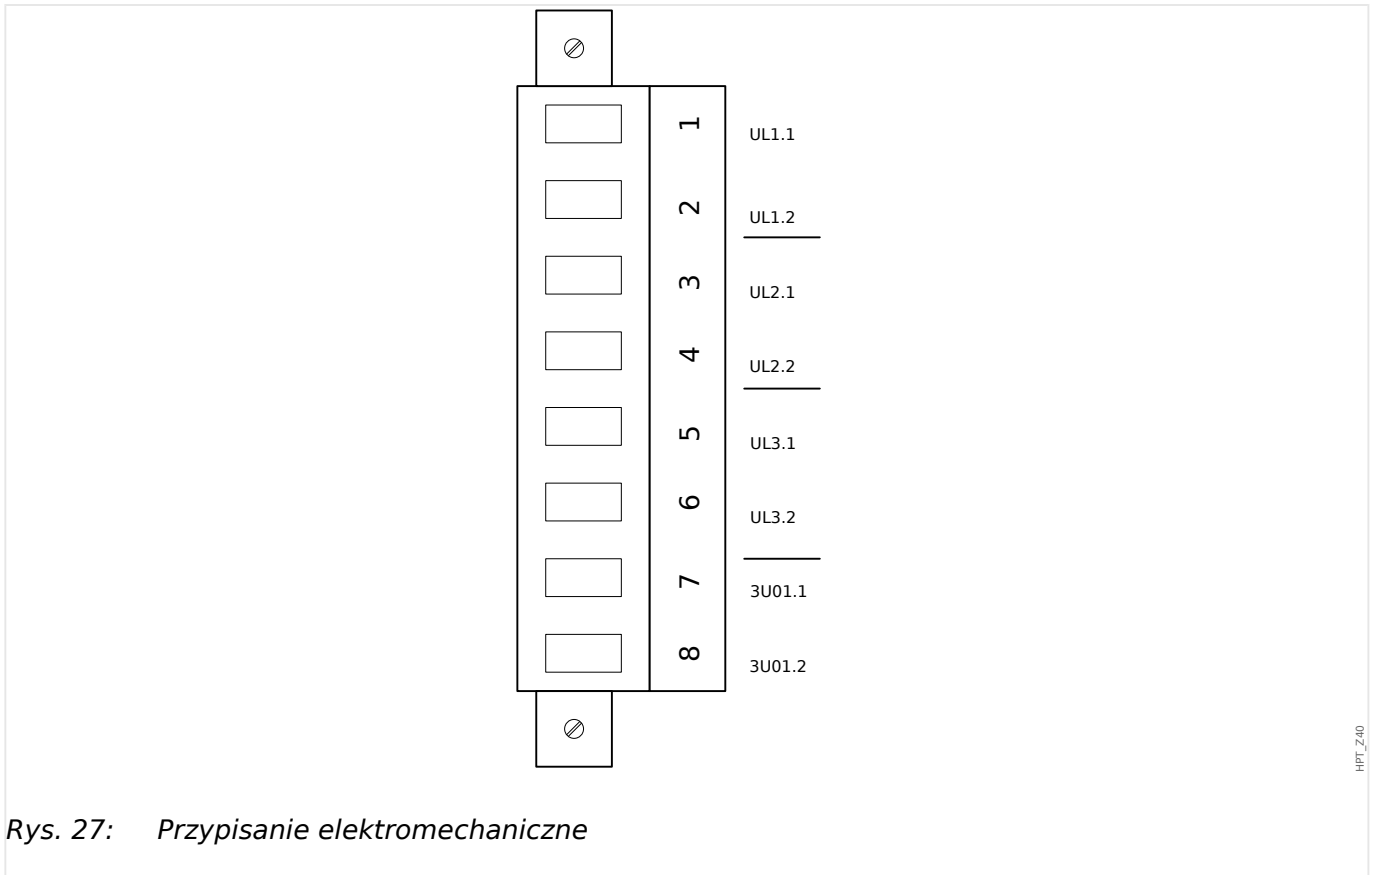 1 UL1.1
2 UL1.2
3 UL2.1
4 UL2.2
5 UL3.1
6 UL3.2
7 3U01.1
8 3U01.2
HPT_Z40
Rys. 27: Przypisanie elektromechaniczne